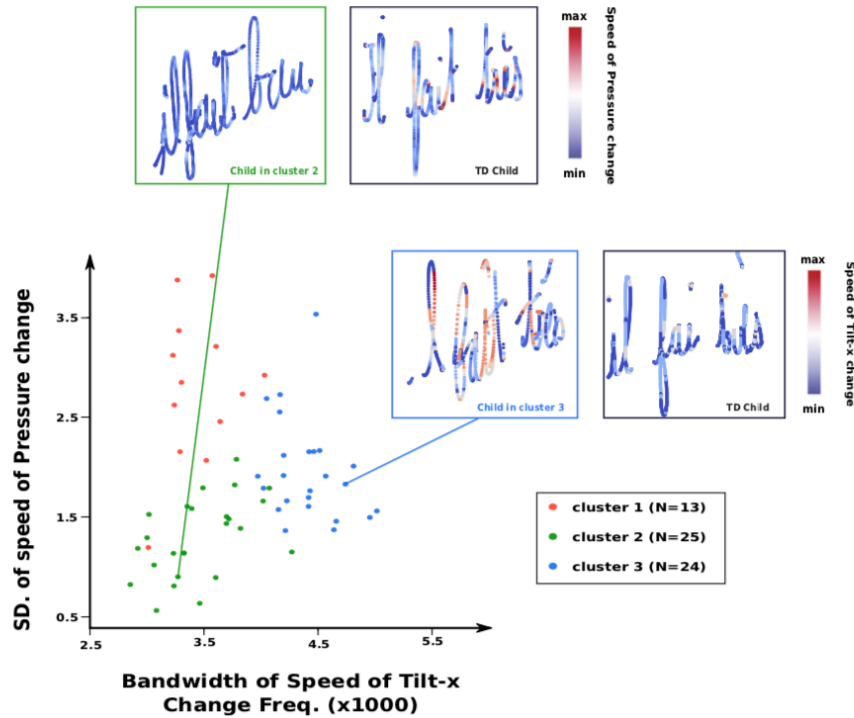 il fait
Child in cluster 2
il fait
TD Child
max
min
Speed of Pressure change
Child in cluster 3
il fai
TD Child
max
min
Speed of Tilt-x change
SD. of speed of Pressure change
3.5
2.5
1.5
0.5
2.5 3.5 4.5 5.5
Bandwidth of Speed of Tilt-x
Change Freq. (x1000)
cluster 1 (N=13)
cluster 2 (N=25)
cluster 3 (N=24)